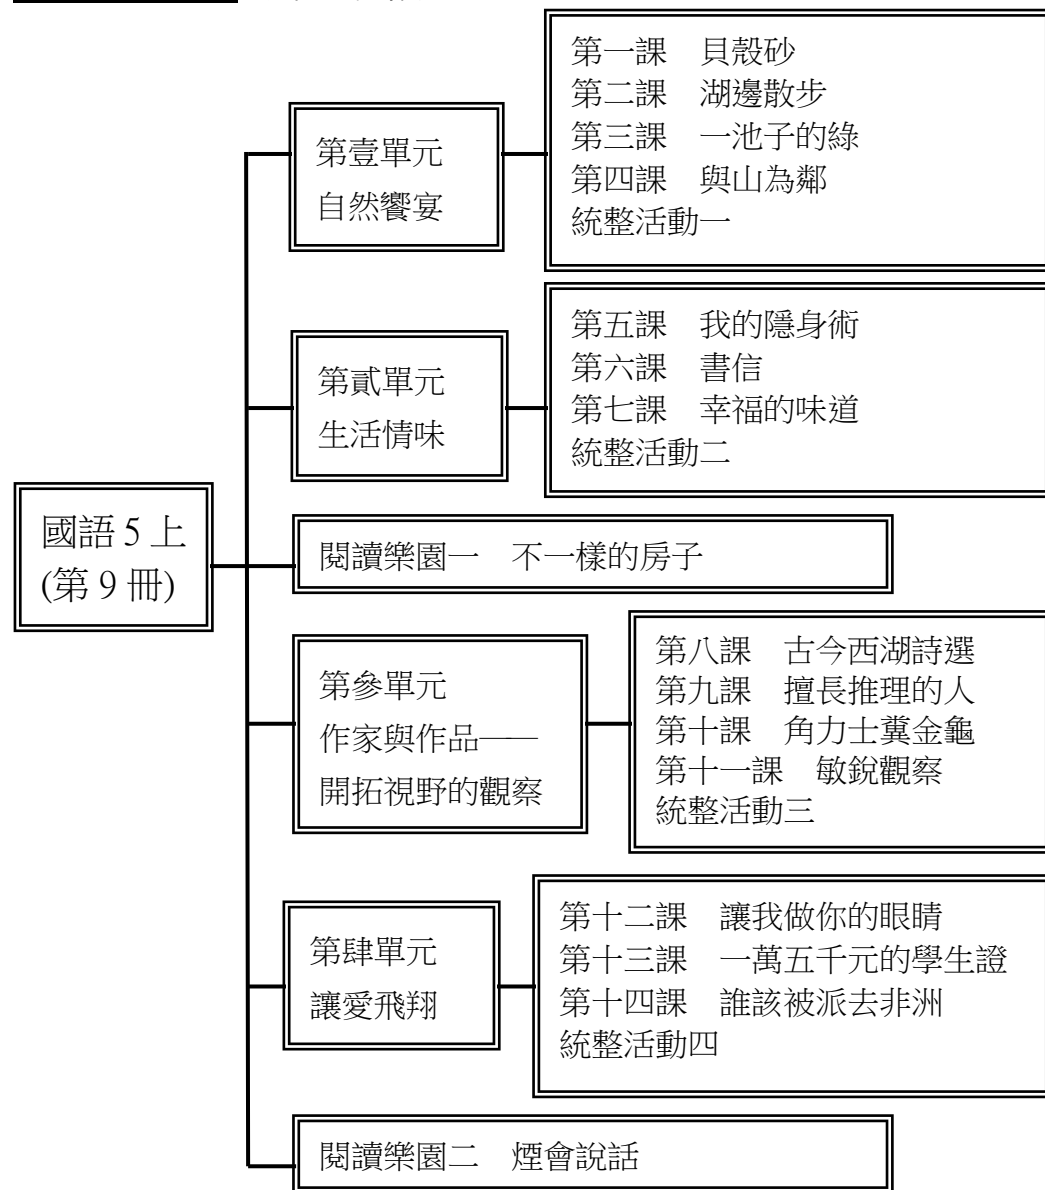 國語 5 上
(第 9 冊)
第壹單元
自然饗宴
第一課　貝殼砂
第二課　湖邊散步
第三課　一池子的綠
第四課　與山為鄰
統整活動一
第貳單元
生活情味
第五課　我的隱身術
第六課　書信
第七課　幸福的味道
統整活動二
閱讀樂園一　不一樣的房子
第參單元
作家與作品——
開拓視野的觀察
第八課　古今西湖詩選
第九課　擅長推理的人
第十課　角力士糞金龜
第十一課　敏銳觀察
統整活動三
第肆單元
讓愛飛翔
第十二課　讓我做你的眼睛
第十三課　一萬五千元的學生證
第十四課　誰該被派去非洲
統整活動四
閱讀樂園二　煙會說話